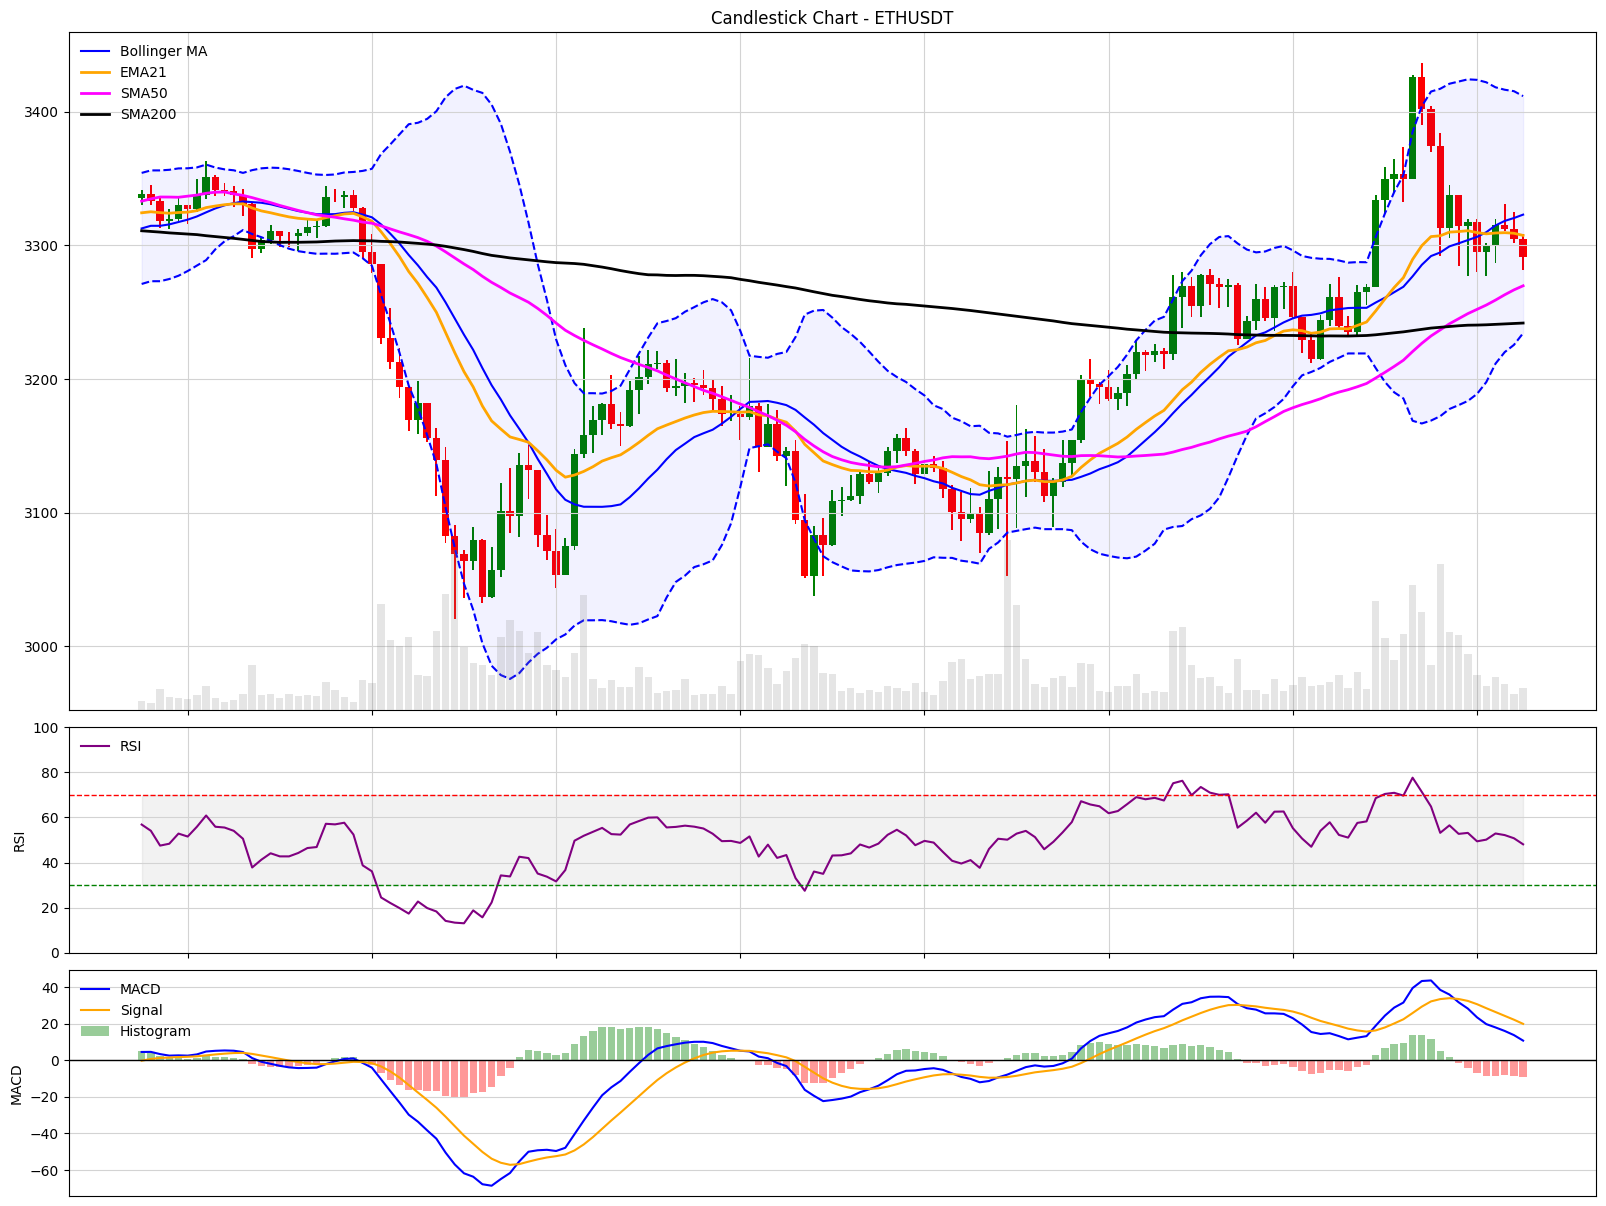 Candlestick Chart - ETHUSDT
Bollinger MA
EMA21
SMA50
SMA200
3400
3300
3200
3100
3000
RSI
100
80
60
40
20
0
RSI
MACD
Signal
Histogram
40
20
0
−20
−40
−60
MACD